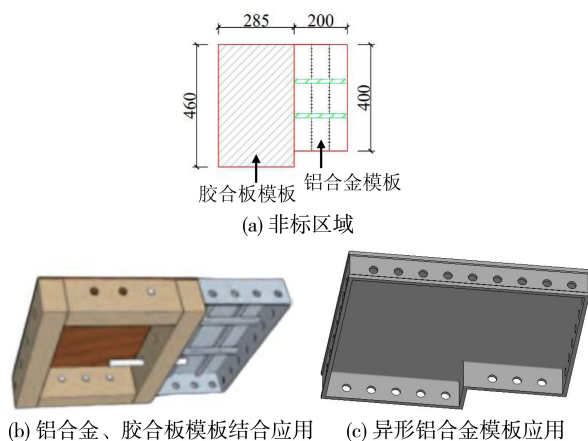 285 200
460
400
胶合板模板
铝合金模板
(a) 非标区域
(b) 铝合金、胶合板模板结合应用 (c) 异形铝合金模板应用